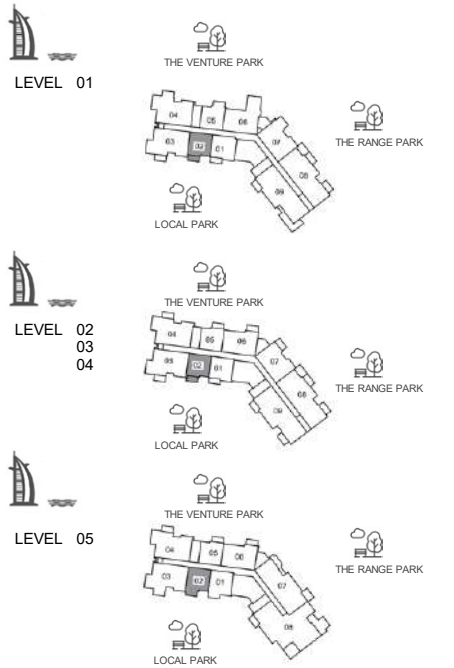 THE VENTURE PARK
LEVEL 01
04 05 06
07
THE RANGE PARK
03 02 01
08
09
LOCAL PARK
THE VENTURE PARK
LEVEL 02
03
04
04 05 06
07
03 02 01
THE RANGE PARK
08
09
LOCAL PARK
THE VENTURE PARK
LEVEL 05
04 05 06
THE RANGE PARK
03 02 01
07
08
LOCAL PARK